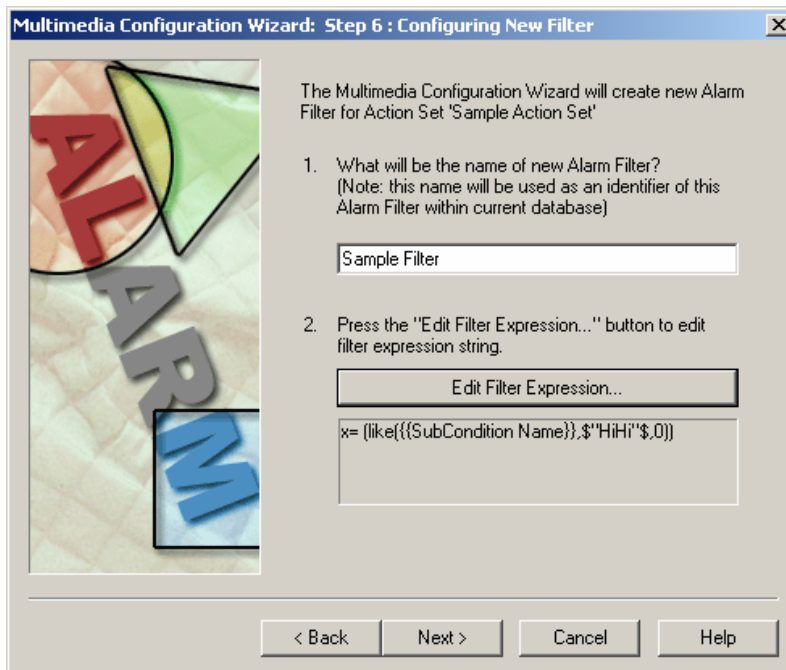 Multimedia Configuration Wizard: Step 6 : Configuring New Filter
ALARM
The Multimedia Configuration Wizard will create new Alarm
Filter for Action Set 'Sample Action Set'
1. What will be the name of new Alarm Filter?
(Note: this name will be used as an identifier of this
Alarm Filter within current database)
Sample Filter
2. Press the "Edit Filter Expression..." button to edit
filter expression string.
Edit Filter Expression...
x= (like({{SubCondition Name}},$"HiHi"$,0))
< Back
Next >
Cancel
Help